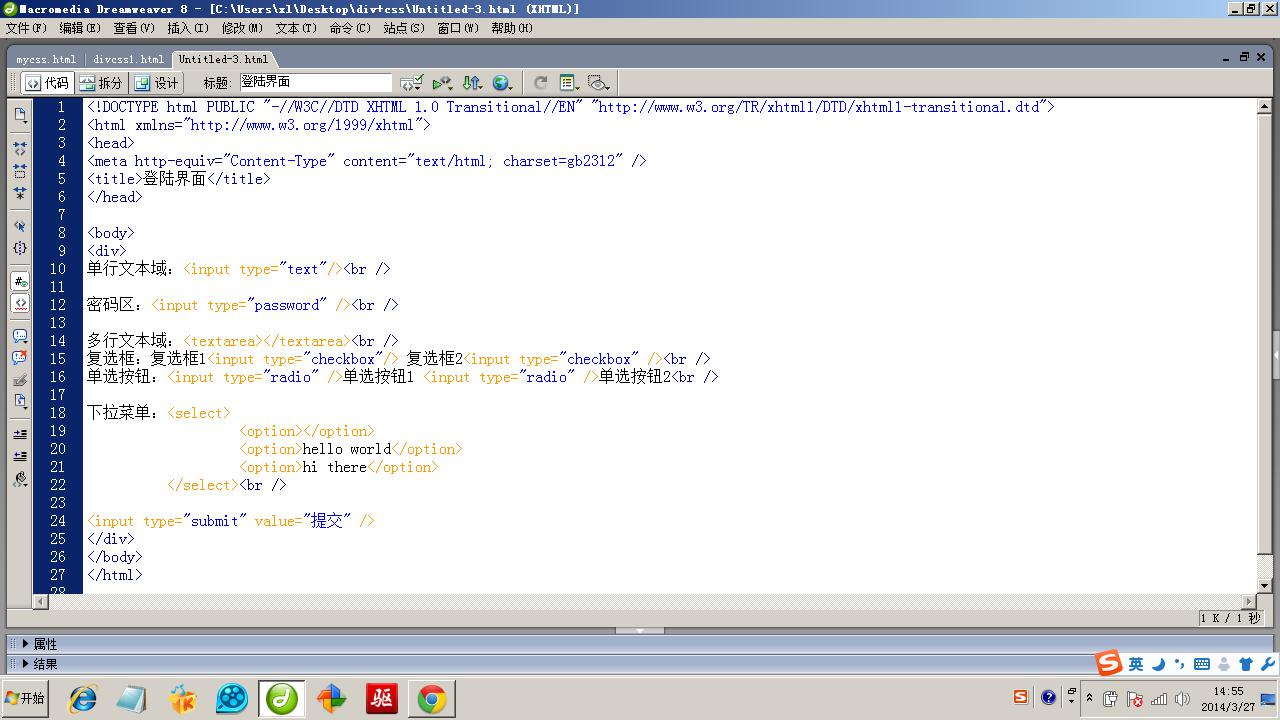 Macromedia Dreamweaver 8 - [C:\Users\xl\Desktop\div+css\Untitled-3.html (XHTML)]
文件(F) 编辑(E) 查看(V) 插入(I) 修改(M) 文本(T) 命令(C) 站点(S) 窗口(W) 帮助(H)
mycss.html divcss1.html Untitled-3.html
代码 拆分 设计 标题: 登陆界面
1 <!DOCTYPE html PUBLIC "-//W3C//DTD XHTML 1.0 Transitional//EN" "http://www.w3.org/TR/xhtml1/DTD/xhtml1-transitional.dtd">
2 <html xmlns="http://www.w3.org/1999/xhtml">
3 <head>
4 <meta http-equiv="Content-Type" content="text/html; charset=gb2312" />
5 <title>登陆界面</title>
6 </head>
7
8 <body>
9 <div>
10 单行文本域：<input type="text"/><br />
11
12 密码区：<input type="password" /><br />
13
14 多行文本域：<textarea></textarea><br />
15 复选框：复选框1<input type="checkbox"/> 复选框2<input type="checkbox" /><br />
16 单选按钮：<input type="radio" />单选按钮1 <input type="radio" />单选按钮2<br />
17
18 下拉菜单：<select>
19 <option></option>
20 <option>hello world</option>
21 <option>hi there</option>
22 </select><br />
23
24 <input type="submit" value="提交" />
25 </div>
26 </body>
27 </html>
28
1 K / 1 秒
属性
结果
英
开始
驱
14:55
2014/3/27